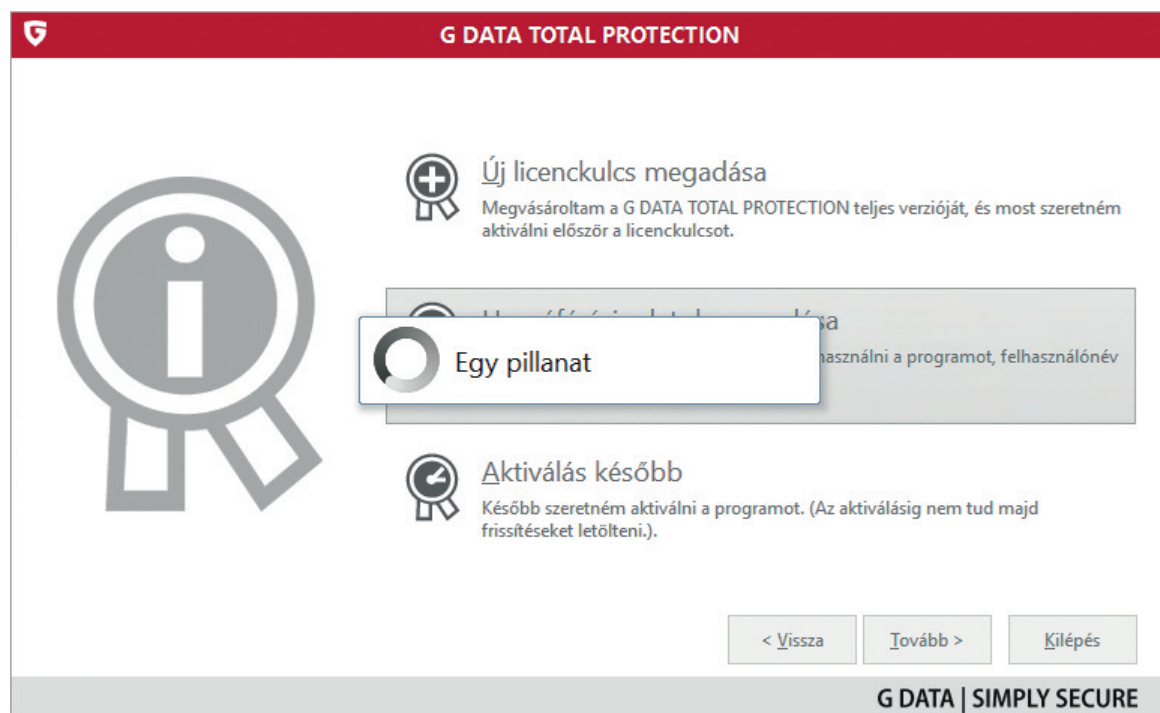 G DATA TOTAL PROTECTION
Új licenckulcs megadása
Megvásároltam a G DATA TOTAL PROTECTION teljes verzióját, és most szeretném
aktiválni először a licenckulcsot.
Egy pillanat
használni a programot, felhasználónév
Aktiválás később
Később szeretném aktiválni a programot. (Az aktiválásig nem tud majd
frissítéseket letölteni.).
< Vissza
Tovább >
Kilépés
G DATA | SIMPLY SECURE